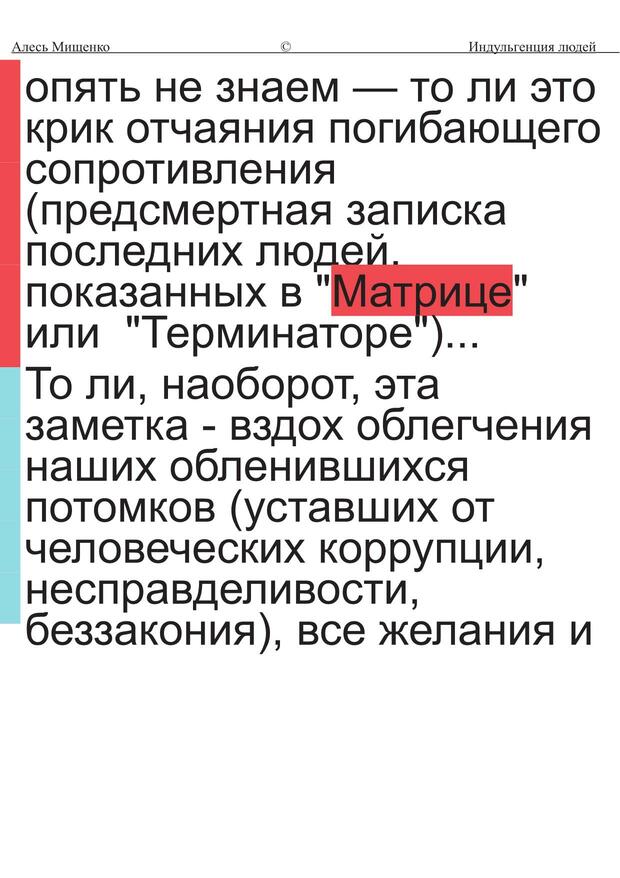 Алесь Мищенко © Индульгенция людей
опять не знаем — то ли это
крик отчаяния погибающего
сопротивления
(предсмертная записка
последних людей,
показанных в "Матрице"
или "Терминаторе")...
То ли, наоборот, эта
заметка - вздох облегчения
наших обленившихся
потомков (уставших от
человеческих коррупции,
несправделивости,
беззакония), все желания и